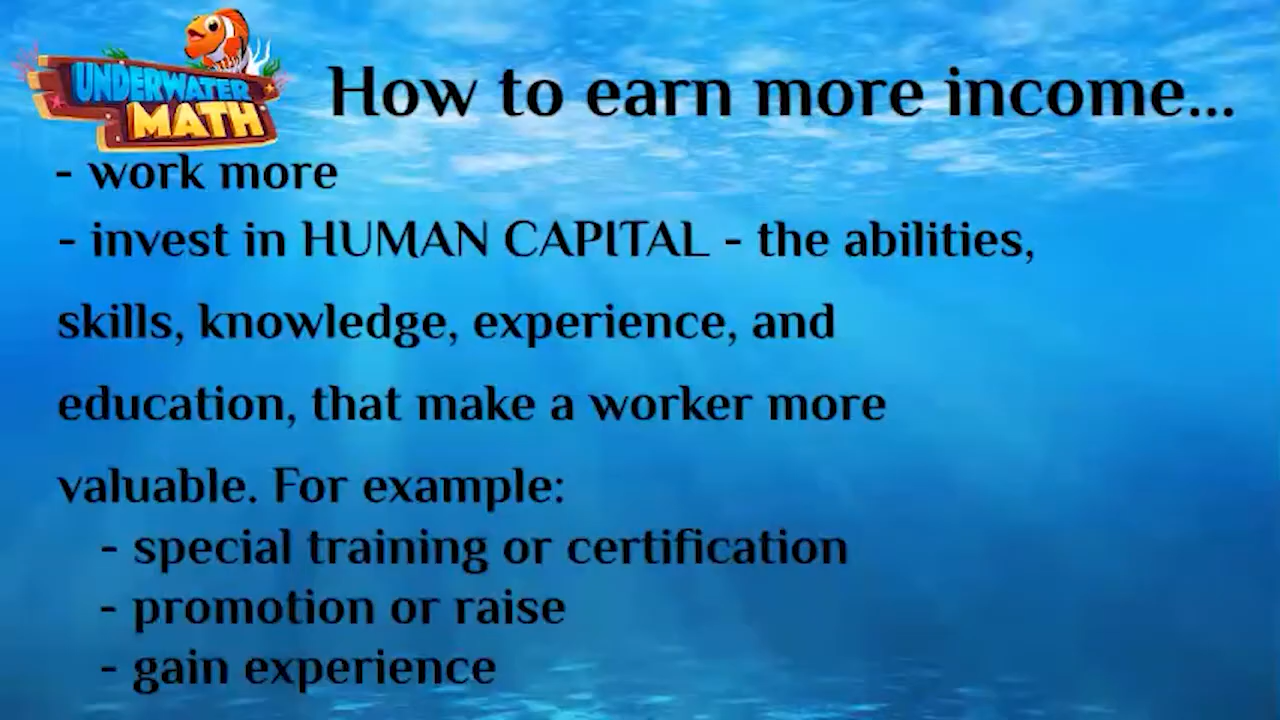 UNDERWATER
MATH
How to earn more income...
- work more
- invest in HUMAN CAPITAL - the abilities,
skills, knowledge, experience, and
education, that make a worker more
valuable. For example:
- special training or certification
- promotion or raise
- gain experience